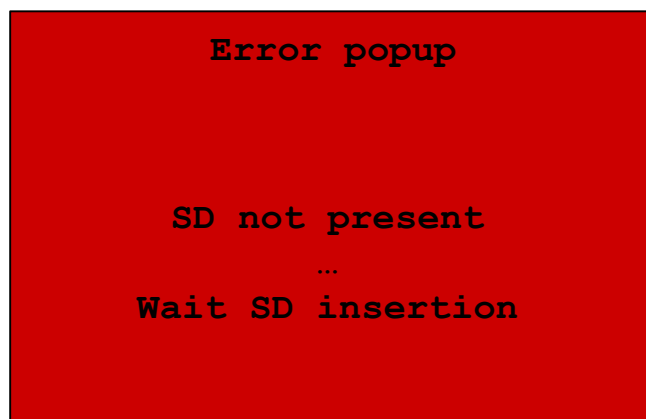 Error popup
SD not present
…
Wait SD insertion